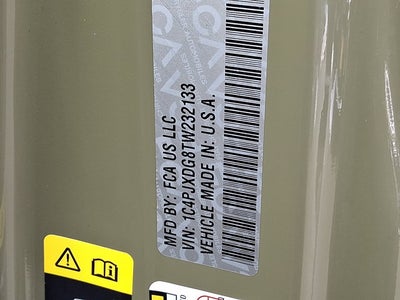 MFD BY: FCA US LLC
VIN: 1C4PJXDG8TW232133
VEHICLE MADE IN: U.S.A.